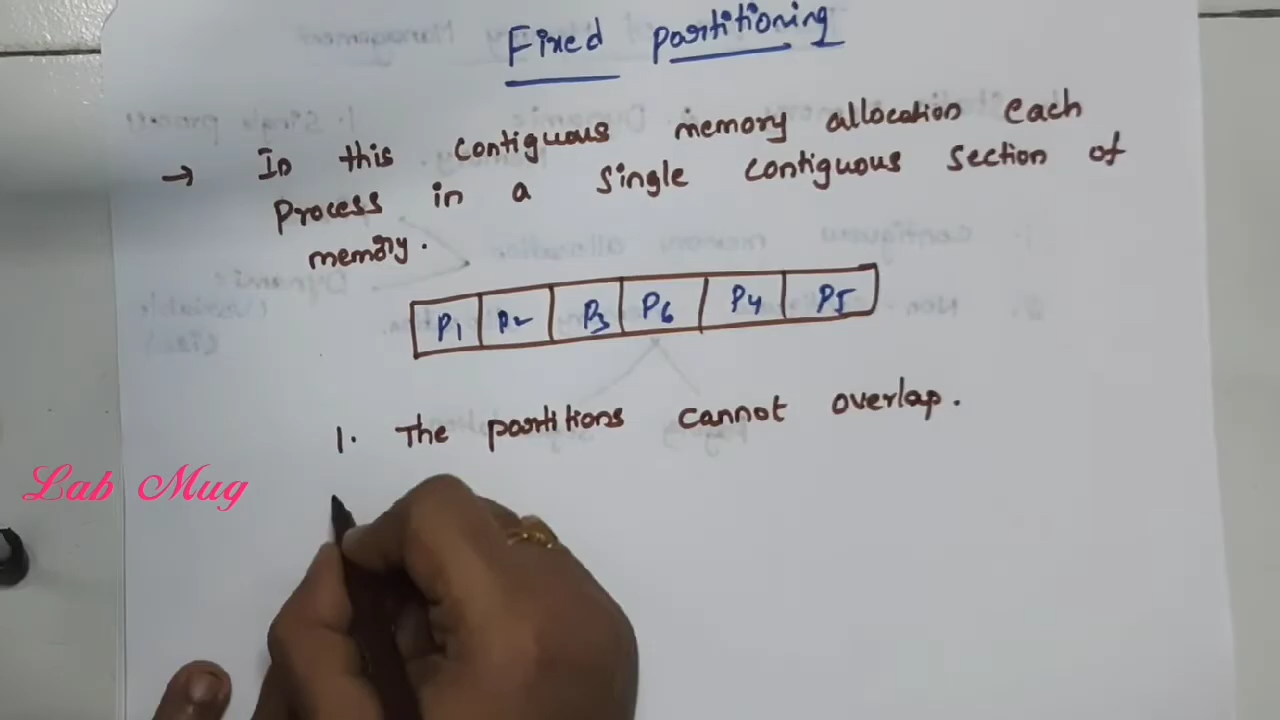 Fixed partitioning
→ In this contiguous memory allocation each
process in a single contiguous section of
memory.
P1 P2 P3 P6 P4 P5
1. The partitions cannot overlap.
Lab Mug